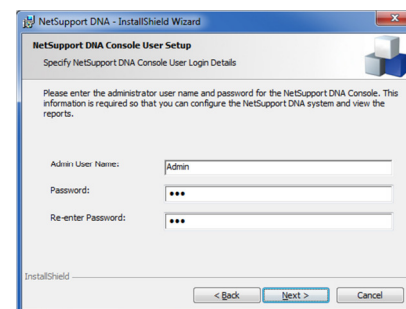 NetSupport DNA - InstallShield Wizard
NetSupport DNA Console User Setup
Specify NetSupport DNA Console User Login Details
Please enter the administrator user name and password for the NetSupport DNA Console. This
information is required so that you can configure the NetSupport DNA system and view the
reports.
Admin User Name:
Admin
Password:
•••
Re-enter Password:
•••
InstallShield
< Back
Next >
Cancel